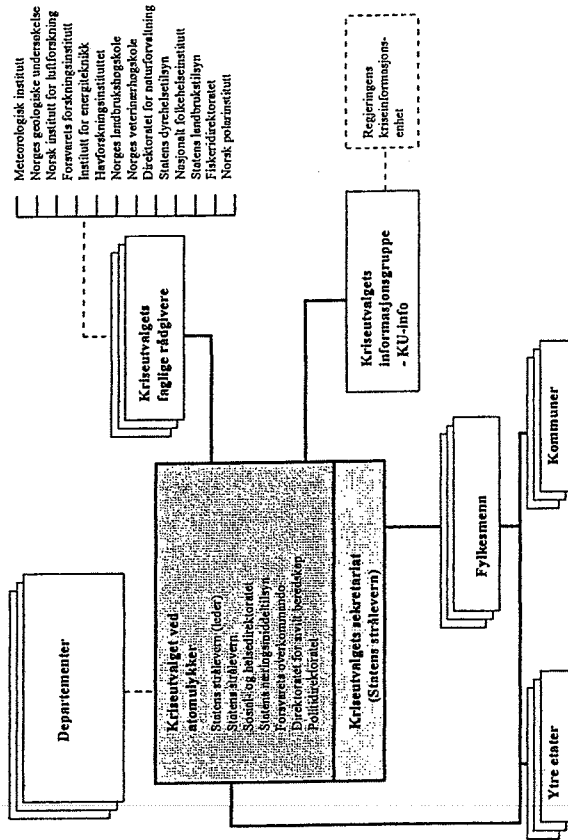 Departementer
Kriseutvalget ved
atomulykker
Statens strålevern (leder)
Statens strålevern
Sosial- og helsedirektoratet
Statens næringsmiddeltilsyn
Forsvarets overkommando
Direktoratet for sivilt beredskap
Politidirektoratet
Kriseutvalgets sekretariat
(Statens strålevern)
Kriseutvalgets
faglige rådgivere
Meteorologisk institutt
Norges geologiske undersøkelse
Norsk institutt for luftforskning
Forsvarets forskningsinstitutt
Institutt for energiteknikk
Havforskningsinstituttet
Norges landbrukshøgskole
Norges veterinærhøgskole
Direktoratet for naturforvaltning
Statens dyrehelsetilsyn
Nasjonalt folkehelseinstitutt
Statens landbrukstilsyn
Fiskeridirektoratet
Norsk polarinstitutt
Kriseutvalgets
informasjonsgruppe
- KU-info
Regjeringens
kriseinformasjons-
enhet
Fylkesmenn
Ytre etater
Kommuner